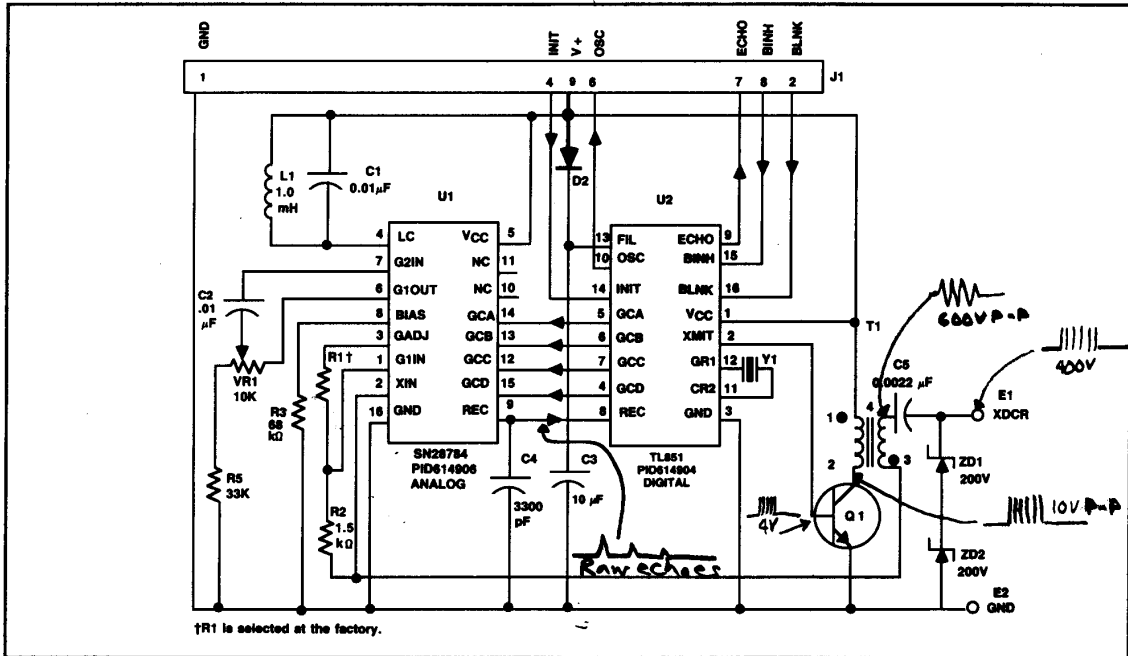 GND
INIT
V+
OSC
ECHO
BINH
BLNK
1
4
9
6
7
8
2
J1
L1
1.0
mH
C1
0.01µF
D2
U1
4 LC
VCC 5
7 G2IN
NC 11
6 G1OUT
NC 10
8 BIAS
GCA 14
3 GADJ
GCB 13
1 G1IN
GCC 12
2 XIN
GCD 15
16 GND
REC 9
SN28784
PID614906
ANALOG
U2
13 FIL
ECHO 9
10 OSC
BINH 15
14 INIT
BLNK 16
5 GCA
VCC 1
6 GCB
XMIT 2
7 GCC
GR1 12
4 GCD
CR2 11
8 REC
GND 3
TL851
PID614904
DIGITAL
Y1
C2
.01
µF
VR1
10K
R1†
R3
68
kΩ
R5
33K
R2
1.5
kΩ
C4
3300
pF
C3
10 µF
T1
1
4
2
3
600V P-P
C5
0.0022 µF
400V
E1
XDCR
ZD1
200V
ZD2
200V
4V
Q1
10V P-P
Raw echoes
E2
GND
†R1 is selected at the factory.